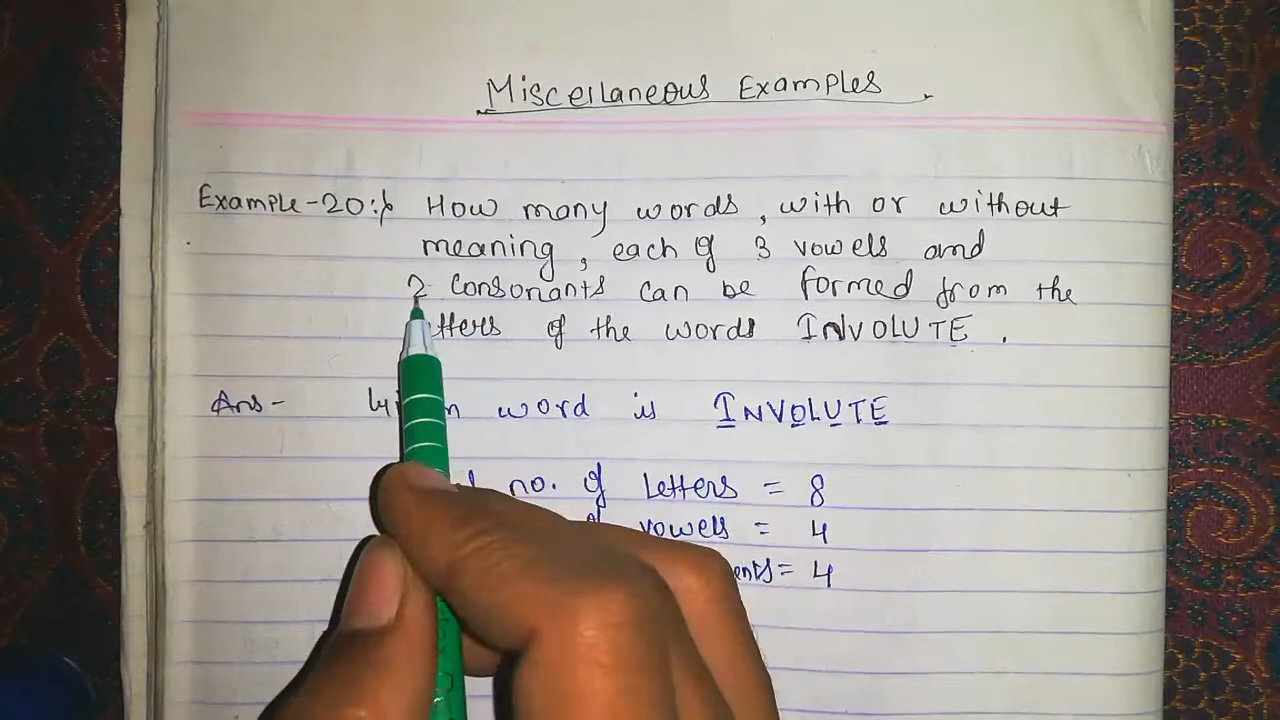 Miscellaneous Examples
Example-20:- How many words, with or without
meaning, each of 3 vowels and
2 consonants can be formed from the
of the words INVOLUTE.
Ans- word is INVOLUTE
no. of letters = 8
of vowels = 4
= 4